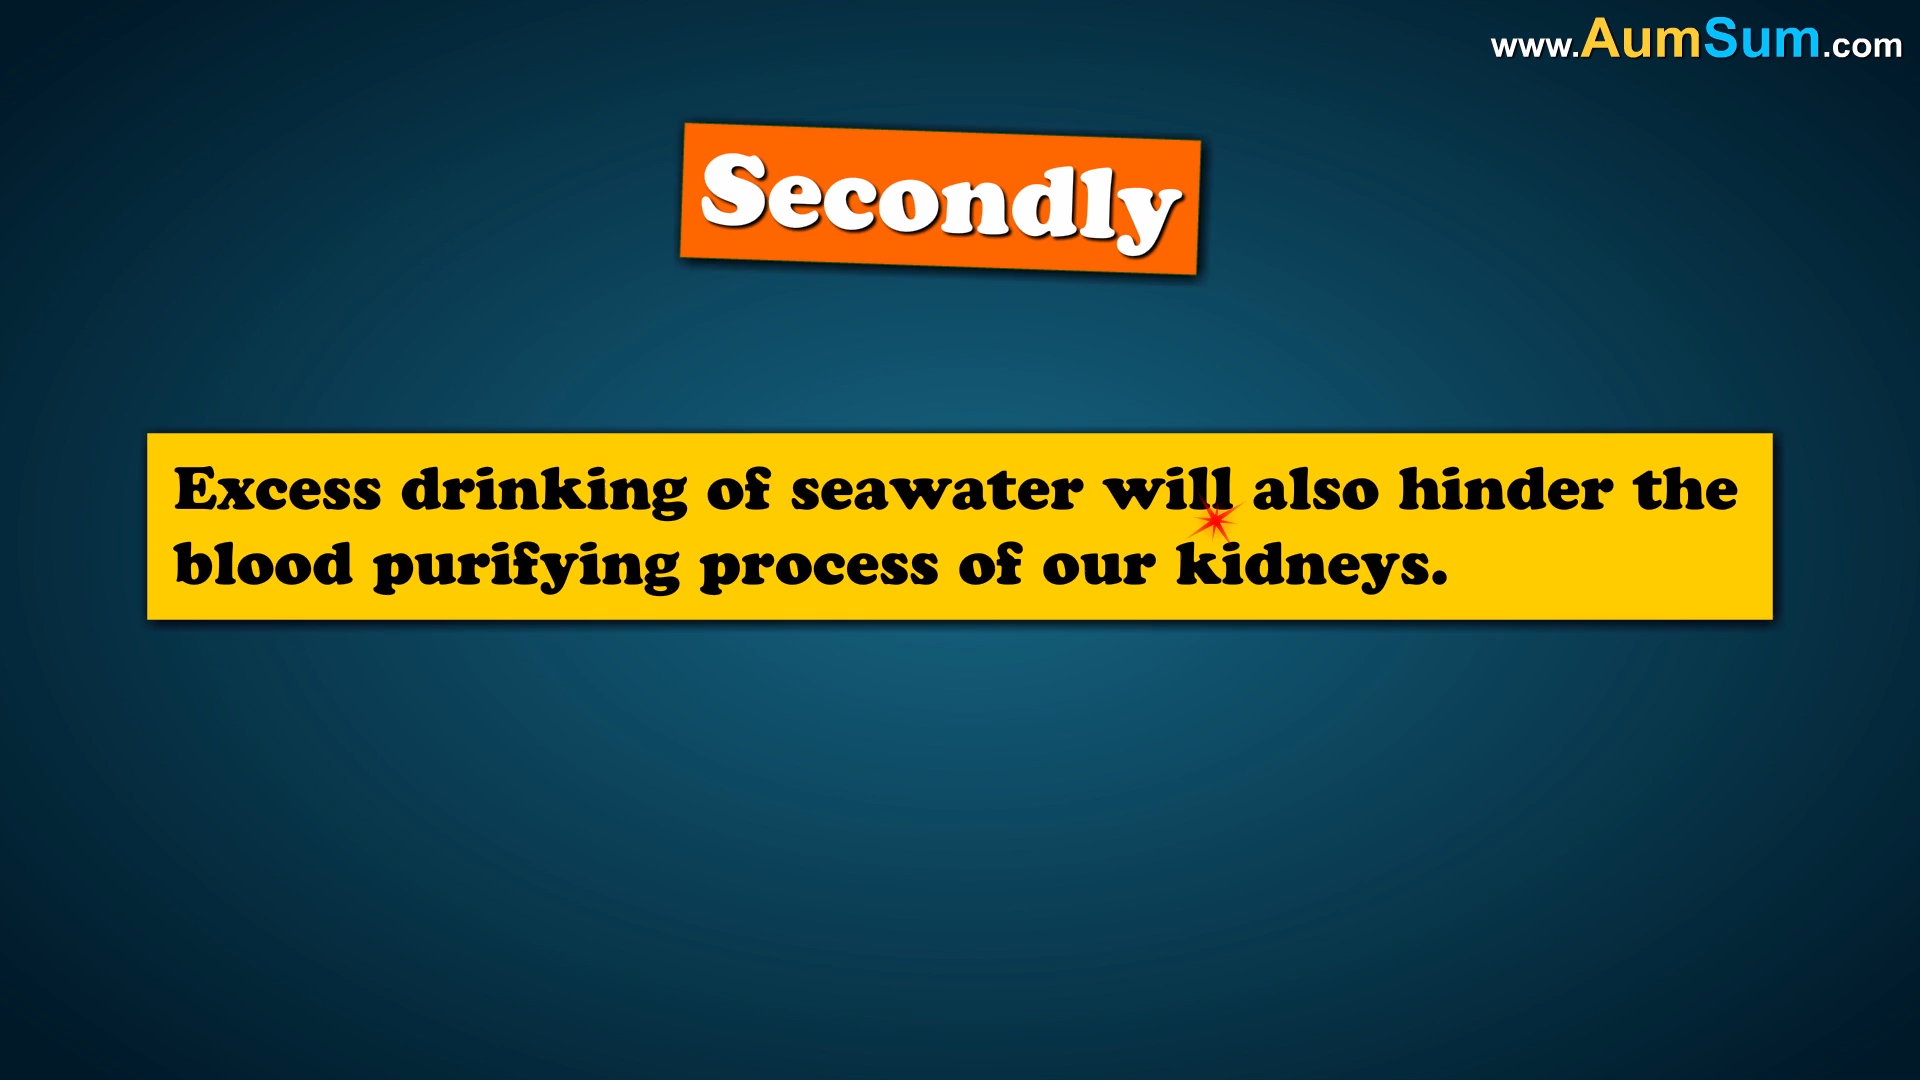 www.AumSum.com
Secondly
Excess drinking of seawater will also hinder the
blood purifying process of our kidneys.